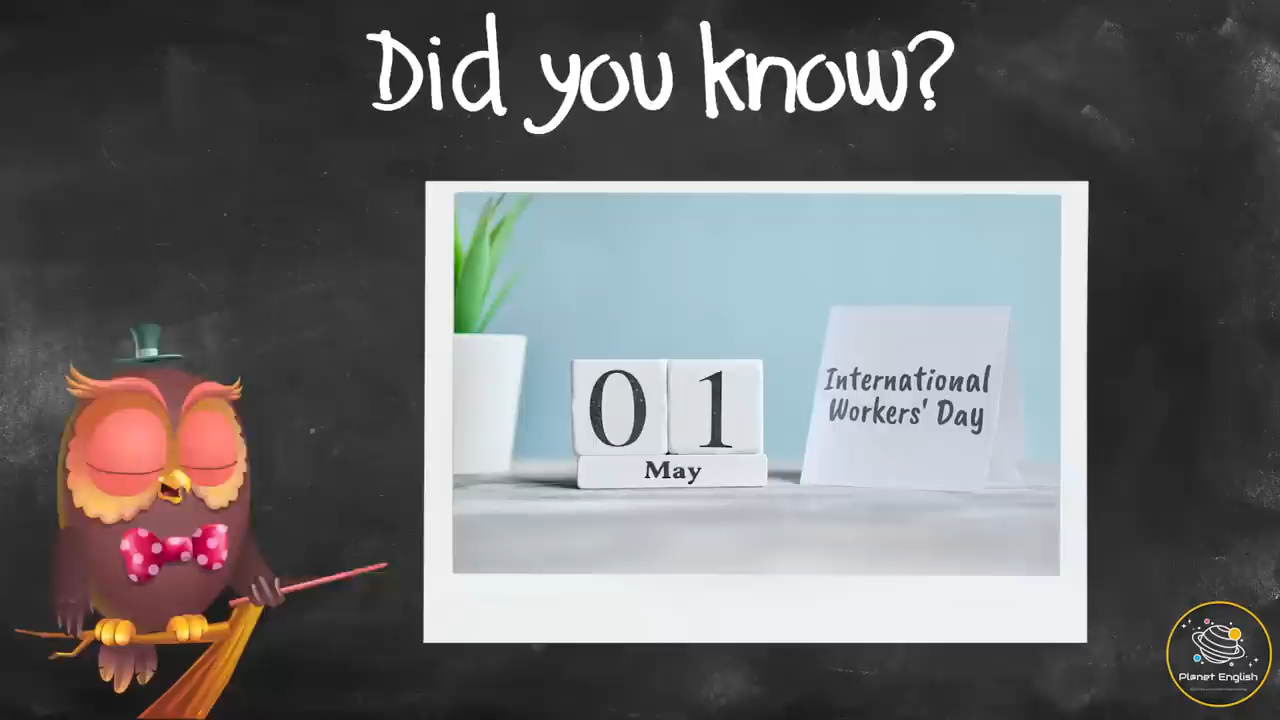 Did you know?
01
May
International
Workers' Day
Planet English